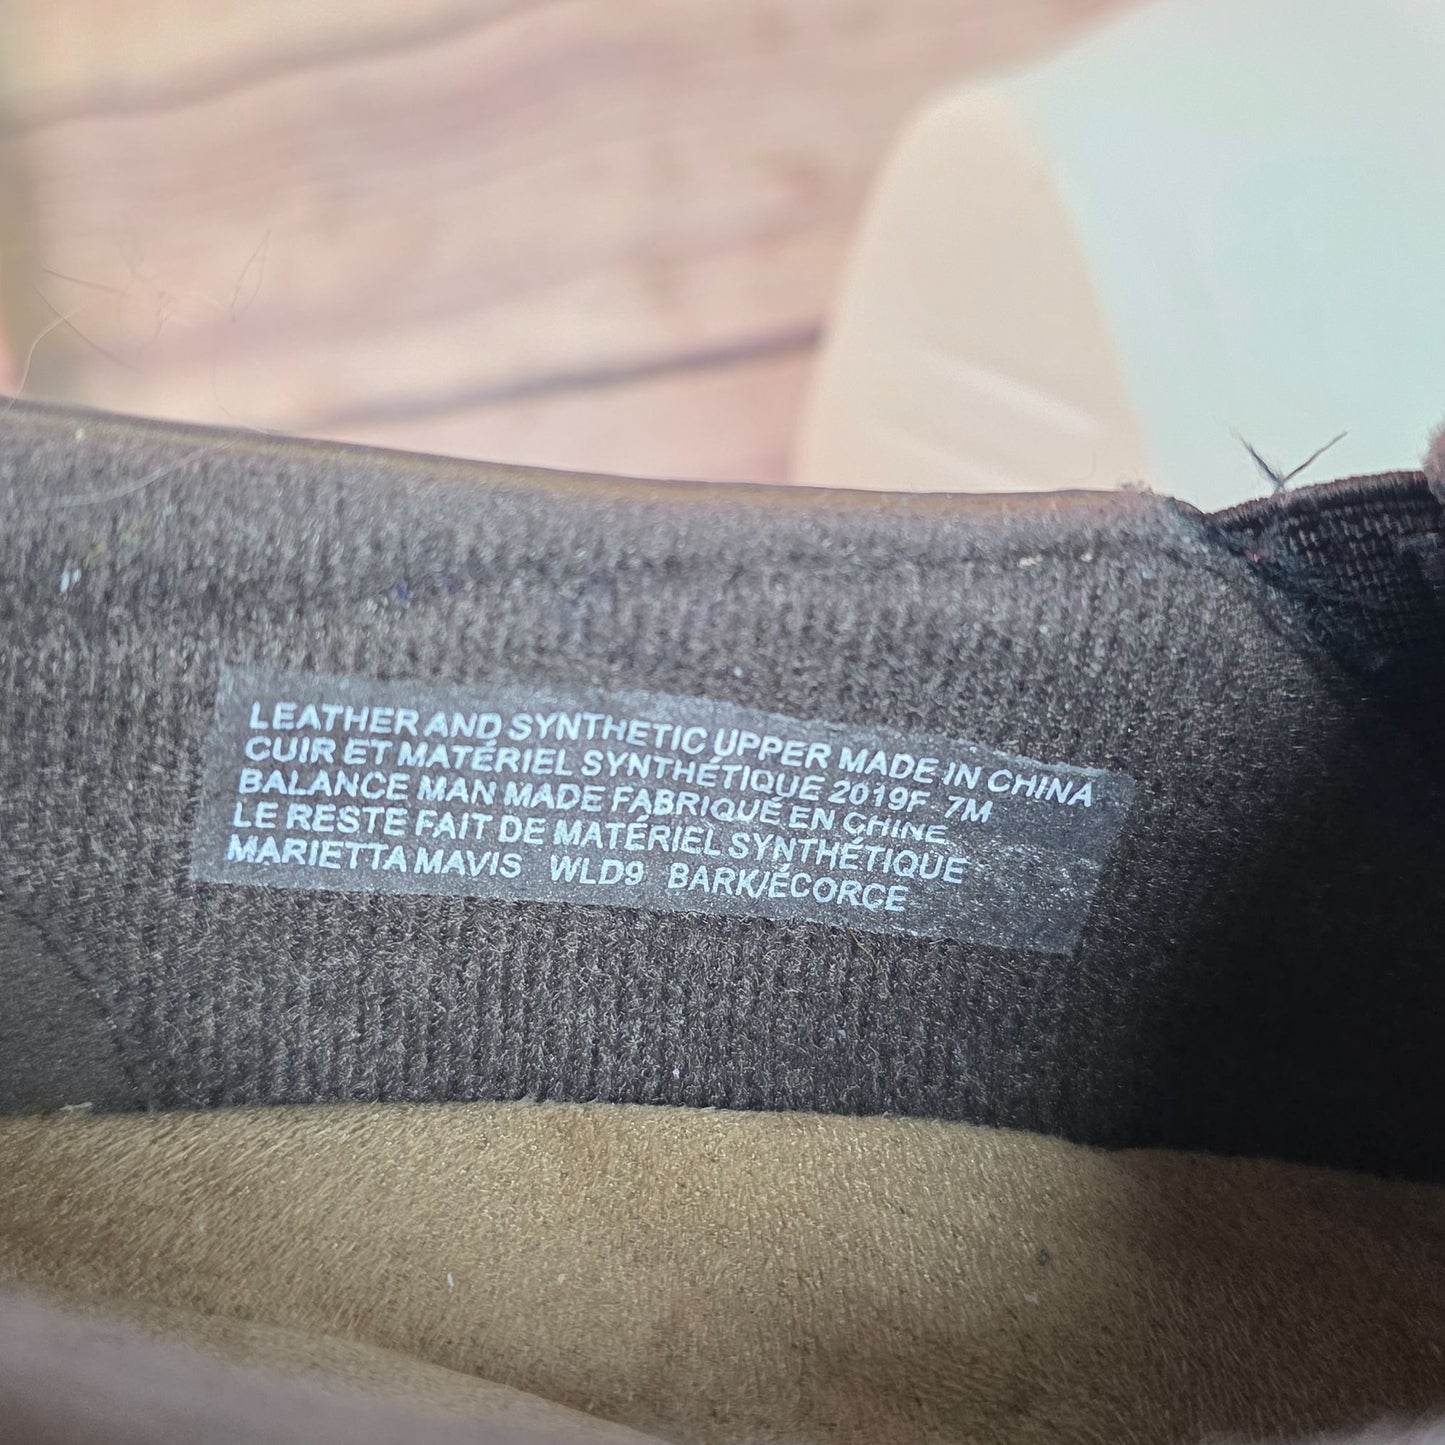 LEATHER AND SYNTHETIC UPPER MADE IN CHINA
CUIR ET MATÉRIEL SYNTHÉTIQUE 2019F 7M
BALANCE MAN MADE FABRIQUÉ EN CHINE
LE RESTE FAIT DE MATÉRIEL SYNTHÉTIQUE
MARIETTA MAVIS WLD9 BARK/ÉCORCE